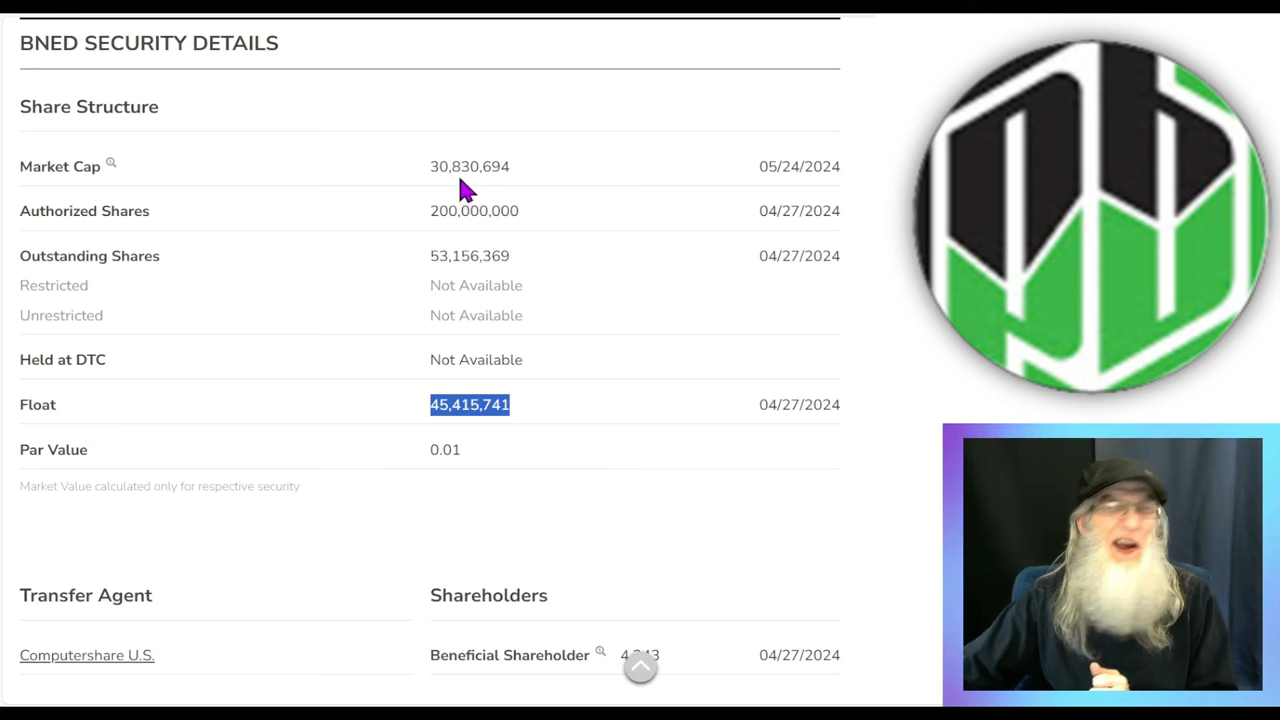 BNED SECURITY DETAILS
Share Structure
Market Cap 30,830,694 05/24/2024
Authorized Shares 200,000,000 04/27/2024
Outstanding Shares 53,156,369 04/27/2024
Restricted Not Available
Unrestricted Not Available
Held at DTC Not Available
Float 45,415,741 04/27/2024
Par Value 0.01
Market Value calculated only for respective security
Transfer Agent Shareholders
Computershare U.S. Beneficial Shareholder 04/27/2024